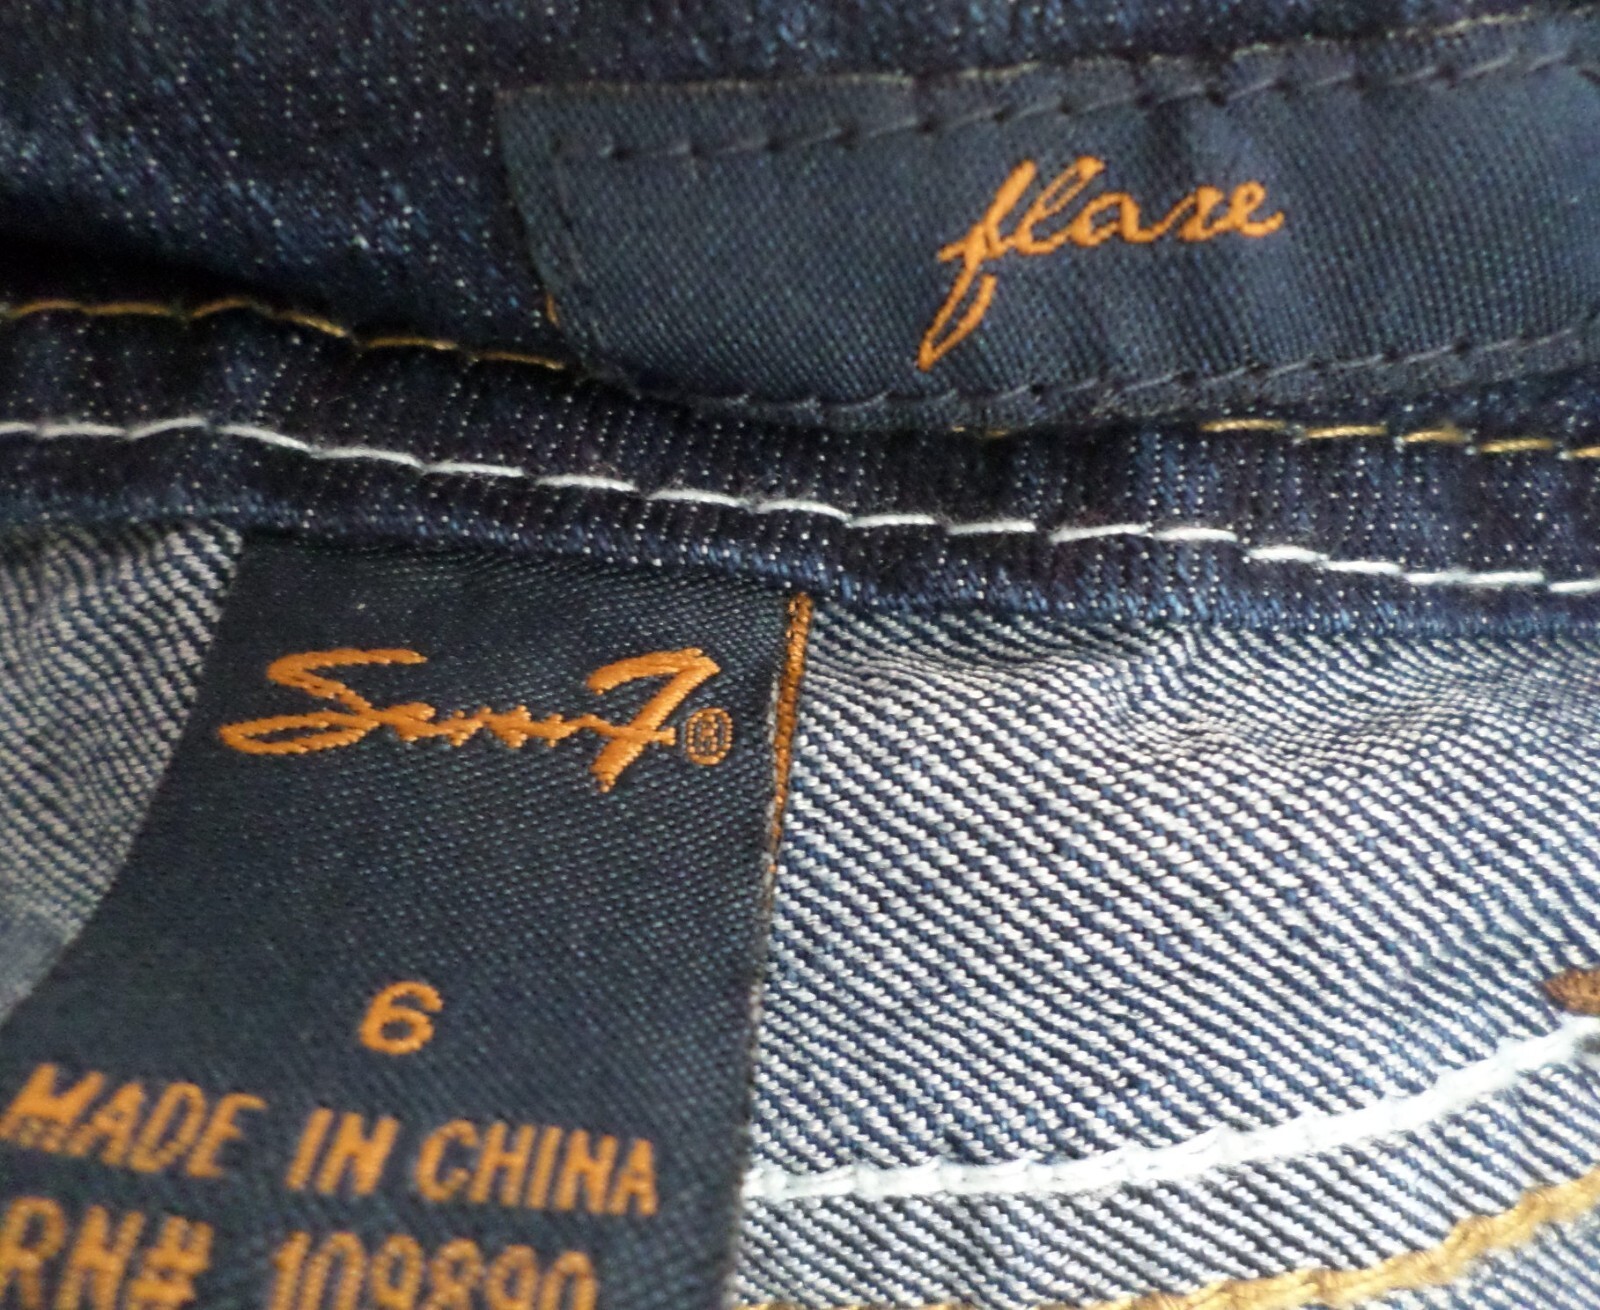 flare
Seven7®
6
MADE IN CHINA
RN# 109890